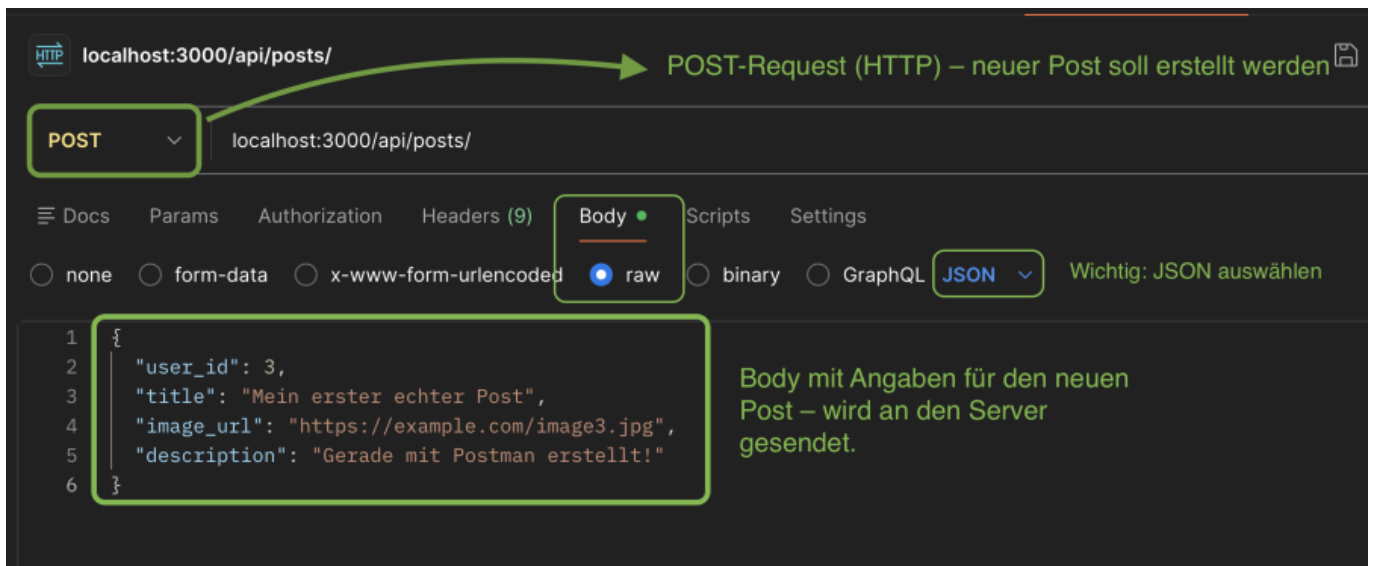 HTTP localhost:3000/api/posts/
POST-Request (HTTP) – neuer Post soll erstellt werden
POST localhost:3000/api/posts/
Docs Params Authorization Headers (9) Body Scripts Settings
none form-data x-www-form-urlencoded raw binary GraphQL JSON Wichtig: JSON auswählen
1 {
2 "user_id": 3,
3 "title": "Mein erster echter Post",
4 "image_url": "https://example.com/image3.jpg",
5 "description": "Gerade mit Postman erstellt!"
6 }
Body mit Angaben für den neuen
Post – wird an den Server
gesendet.